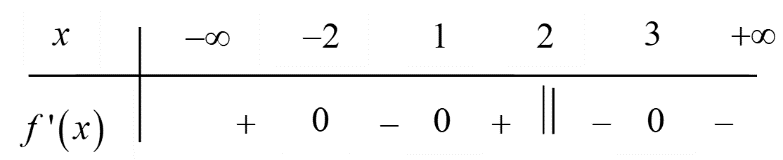 x −∞ −2 1 2 3 +∞
f '(x) + 0 − 0 + || − 0 −